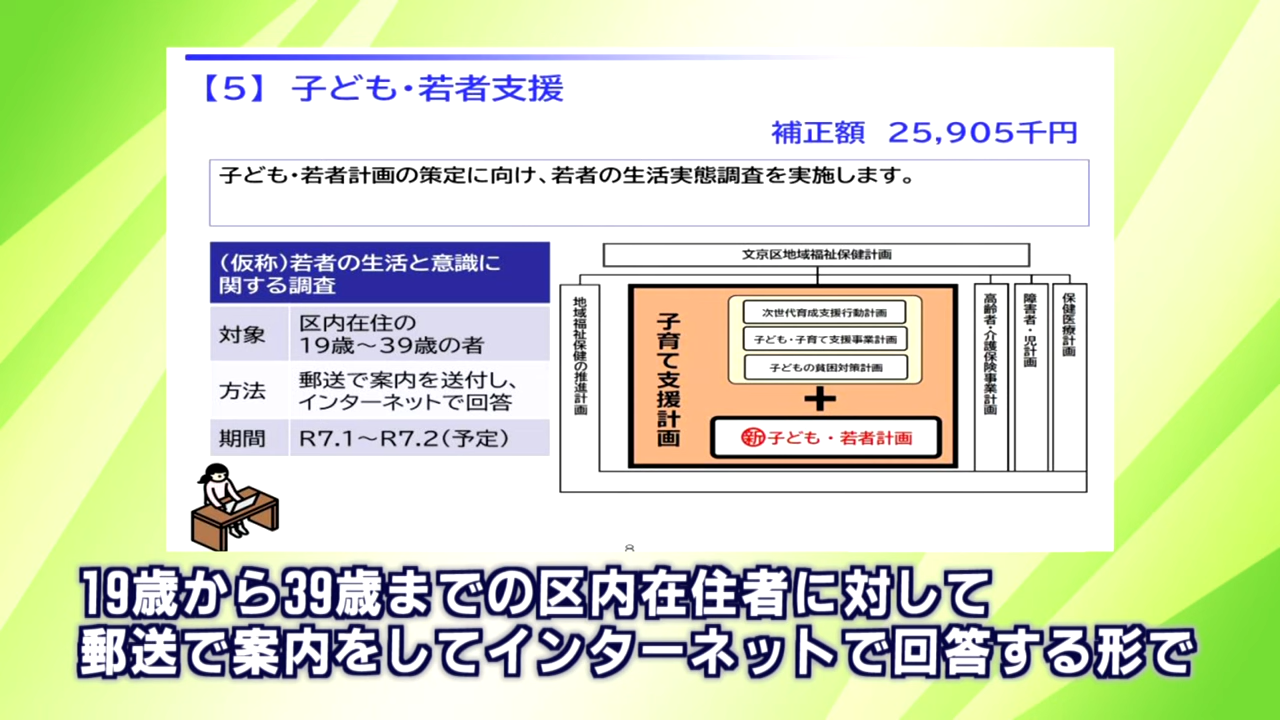 【5】 子ども・若者支援
補正額 25,905千円
子ども・若者計画の策定に向け、若者の生活実態調査を実施します。
(仮称)若者の生活と意識に
関する調査
対象
区内在住の
19歳～39歳の者
方法
郵送で案内を送付し、
インターネットで回答
期間
R7.1～R7.2(予定)
文京区地域福祉保健計画
地域福祉保健の推進計画
子育て支援計画
次世代育成支援行動計画
子ども・子育て支援事業計画
子どもの貧困対策計画
+
新子ども・若者計画
高齢者・介護保険事業計画
障害者・児計画
保健医療計画
8
19歳から39歳までの区内在住者に対して
郵送で案内をしてインターネットで回答する形で